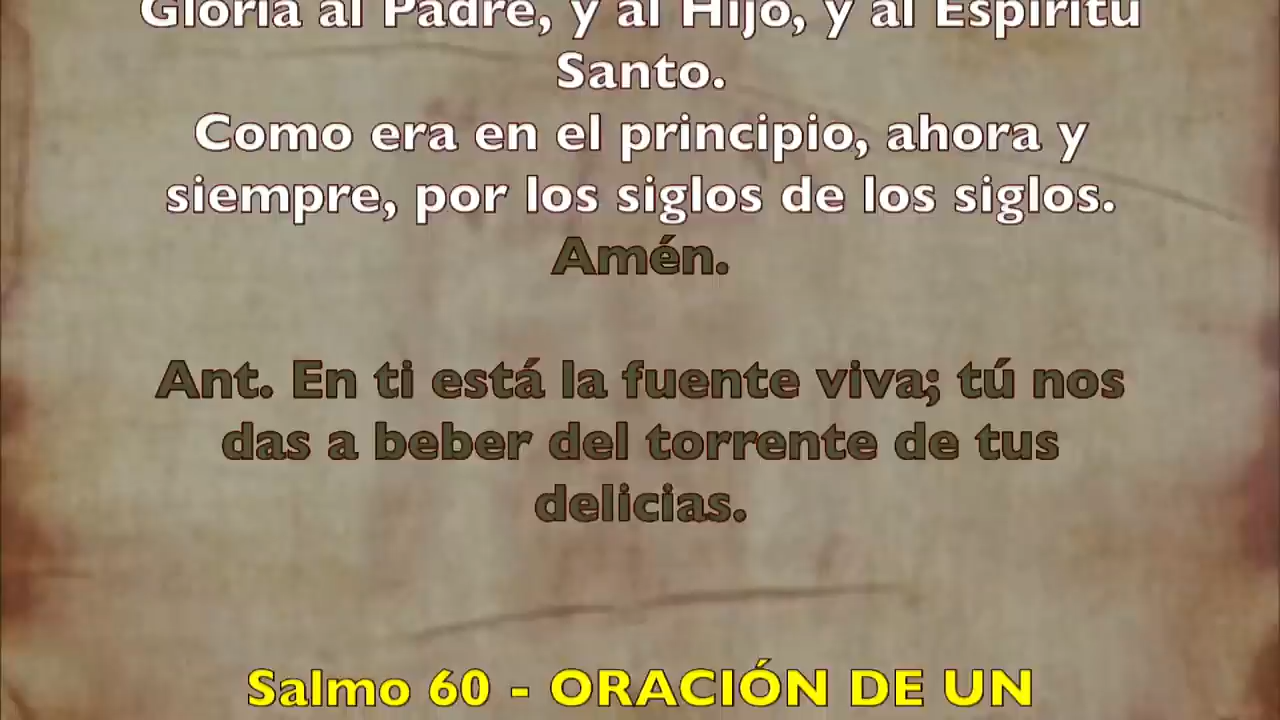 Gloria al Padre, y al Hijo, y al Espíritu
Santo.
Como era en el principio, ahora y
siempre, por los siglos de los siglos.
Amén.
Ant. En ti está la fuente viva; tú nos
das a beber del torrente de tus
delicias.
Salmo 60 - ORACIÓN DE UN